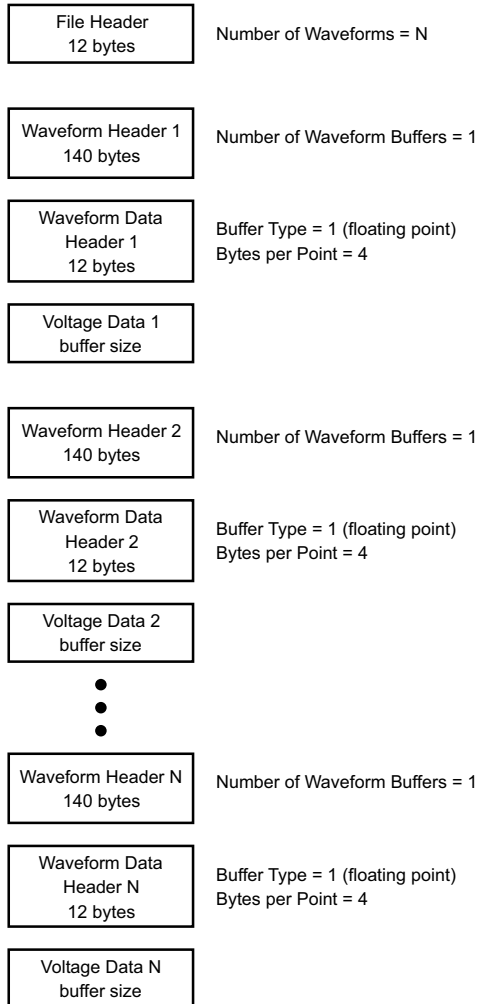 File Header
12 bytes
Number of Waveforms = N
Waveform Header 1
140 bytes
Number of Waveform Buffers = 1
Waveform Data
Header 1
12 bytes
Buffer Type = 1 (floating point)
Bytes per Point = 4
Voltage Data 1
buffer size
Waveform Header 2
140 bytes
Number of Waveform Buffers = 1
Waveform Data
Header 2
12 bytes
Buffer Type = 1 (floating point)
Bytes per Point = 4
Voltage Data 2
buffer size
Waveform Header N
140 bytes
Number of Waveform Buffers = 1
Waveform Data
Header N
12 bytes
Buffer Type = 1 (floating point)
Bytes per Point = 4
Voltage Data N
buffer size